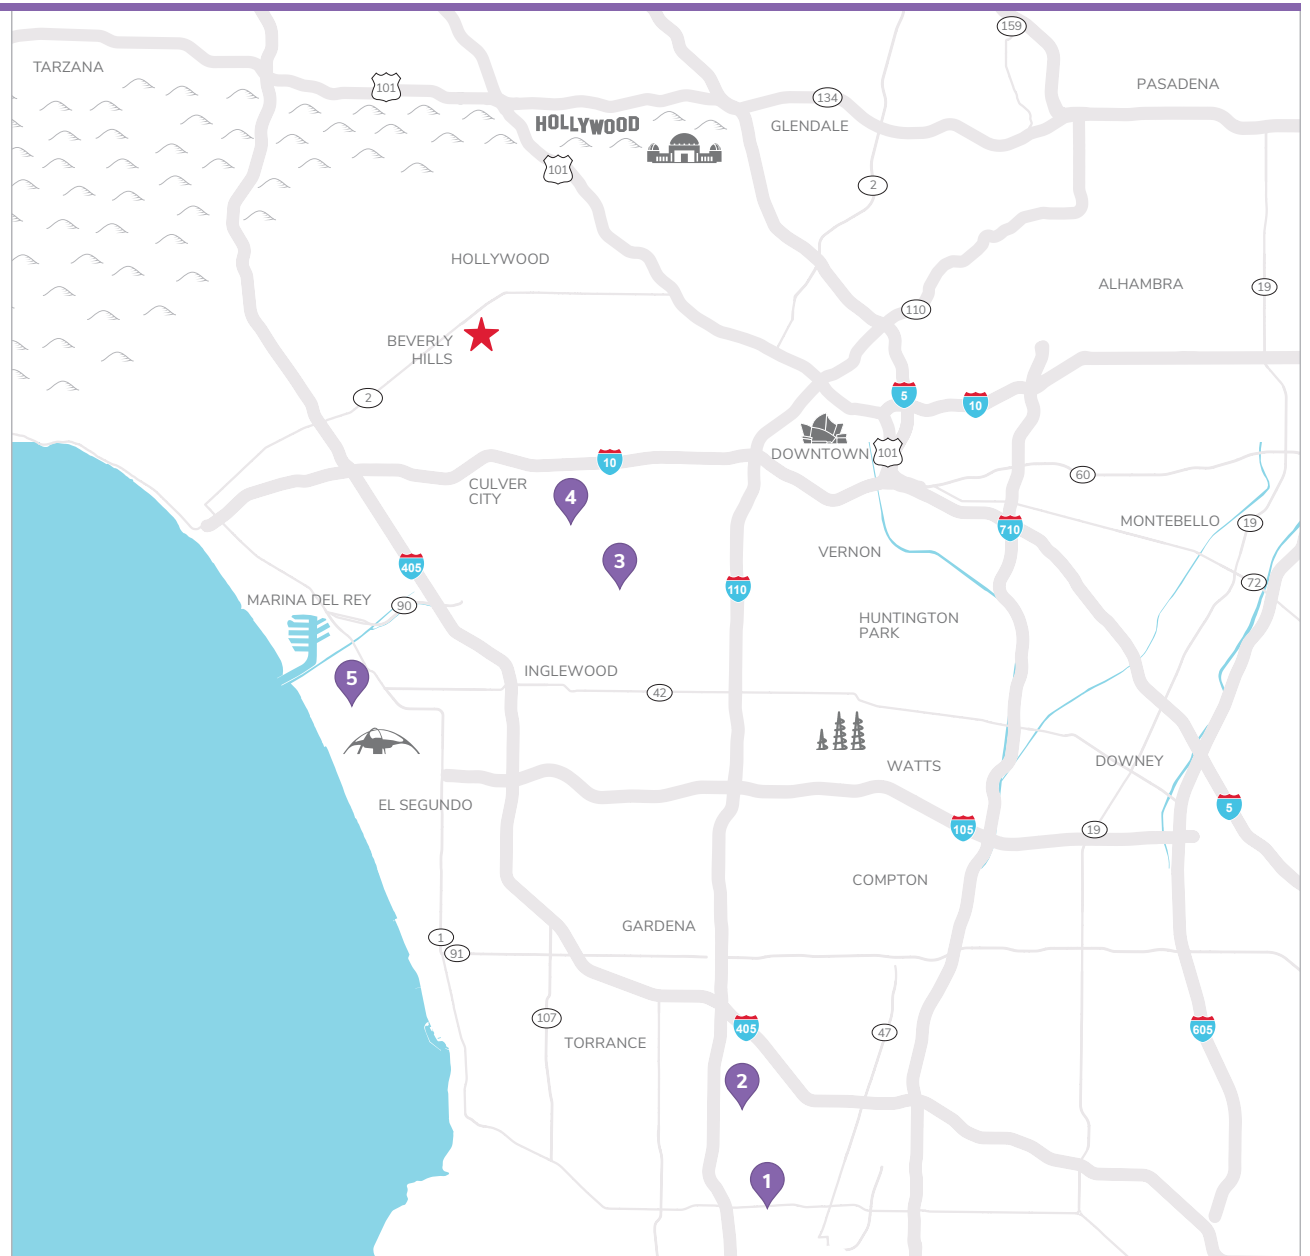 159
TARZANA
PASADENA
101
134
HOLLYWOOD
GLENDALE
101
2
HOLLYWOOD
ALHAMBRA
19
110
BEVERLY
HILLS
2
5
10
DOWNTOWN
101
10
60
CULVER
CITY
4
MONTEBELLO
19
710
VERNON
3
405
72
110
MARINA DEL REY
90
HUNTINGTON
PARK
5
INGLEWOOD
42
WATTS
DOWNEY
EL SEGUNDO
5
105
19
COMPTON
GARDENA
1
91
107
405
47
605
TORRANCE
2
1